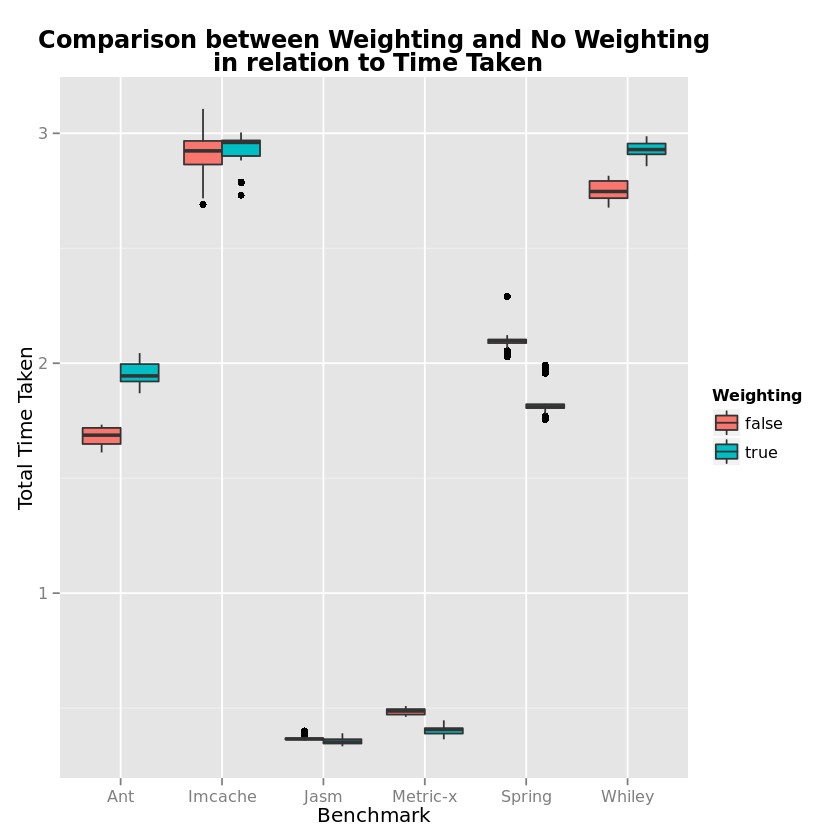 Comparison between Weighting and No Weighting
in relation to Time Taken
3
2
1
Total Time Taken
Ant
Imcache
Jasm
Metric-x
Spring
Whiley
Benchmark
Weighting
false
true